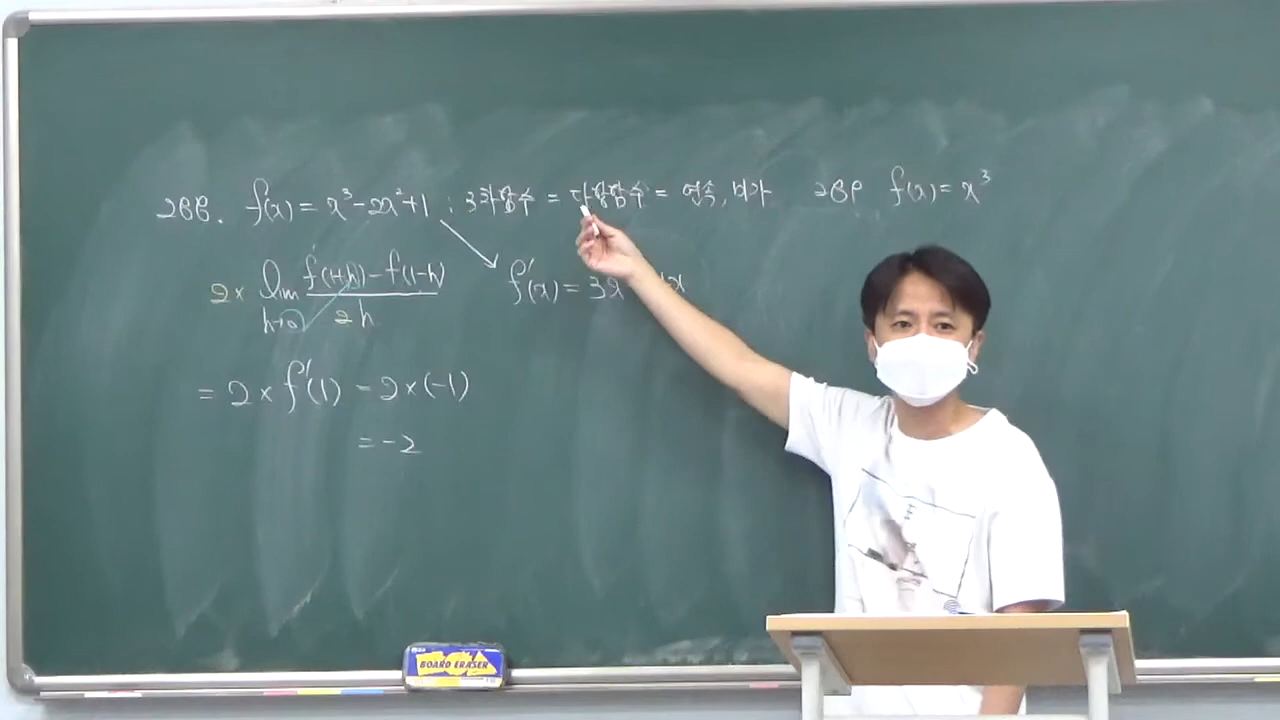 288. f(x) = x³-2x²+1 : 3차함수 = 다항함수 = 연속, 미가
2× lim h→0 f(1+h)-f(1-h) / 2h
f'(x) = 3x² 4x
= 2×f'(1) = 2×(-1)
= -2
289 f(x) = x³
BOARD ERASER